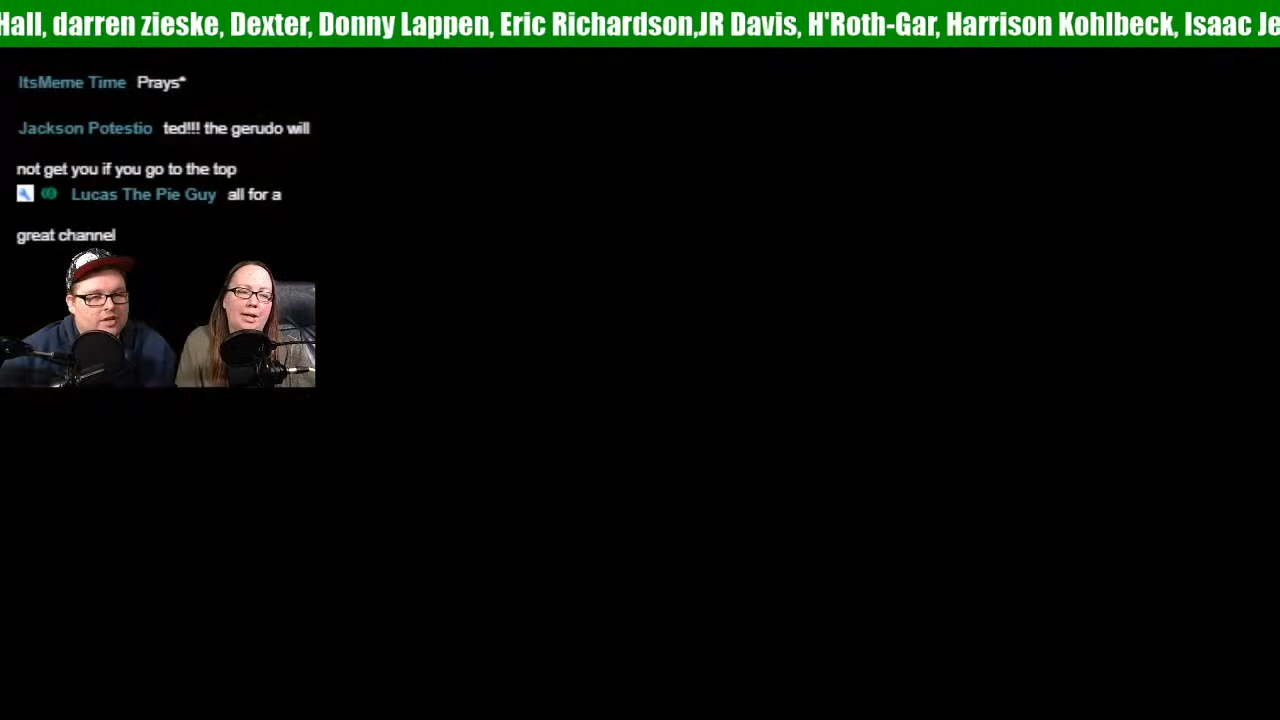 Hall, darren zieske, Dexter, Donny Lappen, Eric Richardson,JR Davis, H'Roth-Gar, Harrison Kohlbeck, Isaac Je
ItsMeme Time Prays*
Jackson Potestio ted!!! the gerudo will
not get you if you go to the top
Lucas The Pie Guy all for a
great channel